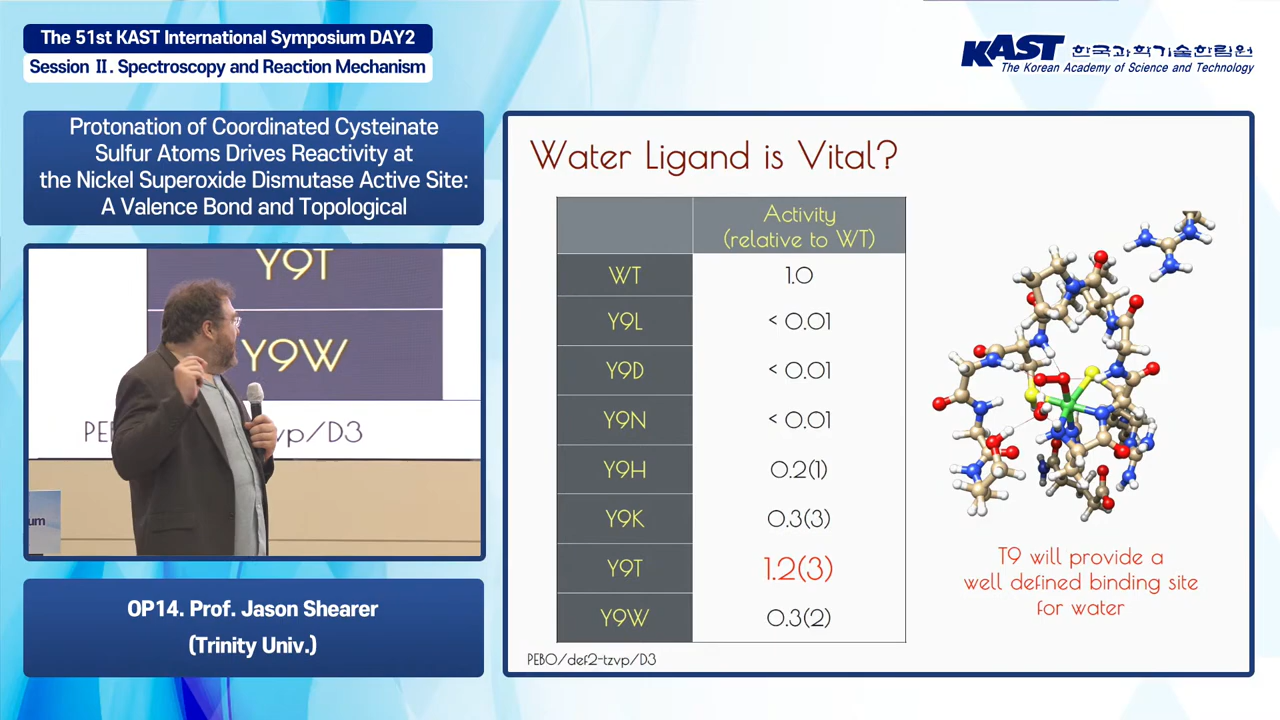 The 51st KAST International Symposium DAY2
Session Ⅱ. Spectroscopy and Reaction Mechanism
KAST 한국과학기술한림원
The Korean Academy of Science and Technology
Protonation of Coordinated Cysteinate
Sulfur Atoms Drives Reactivity at
the Nickel Superoxide Dismutase Active Site:
A Valence Bond and Topological
Y9T
Y9W
PE
zvp/D3
um
OP14. Prof. Jason Shearer
(Trinity Univ.)
Water Ligand is Vital?
Activity
(relative to WT)
WT 1.0
Y9L < 0.01
Y9D < 0.01
Y9N < 0.01
Y9H 0.2(1)
Y9K 0.3(3)
Y9T 1.2(3)
Y9W 0.3(2)
PEBO/def2-tzvp/D3
T9 will provide a
well defined binding site
for water